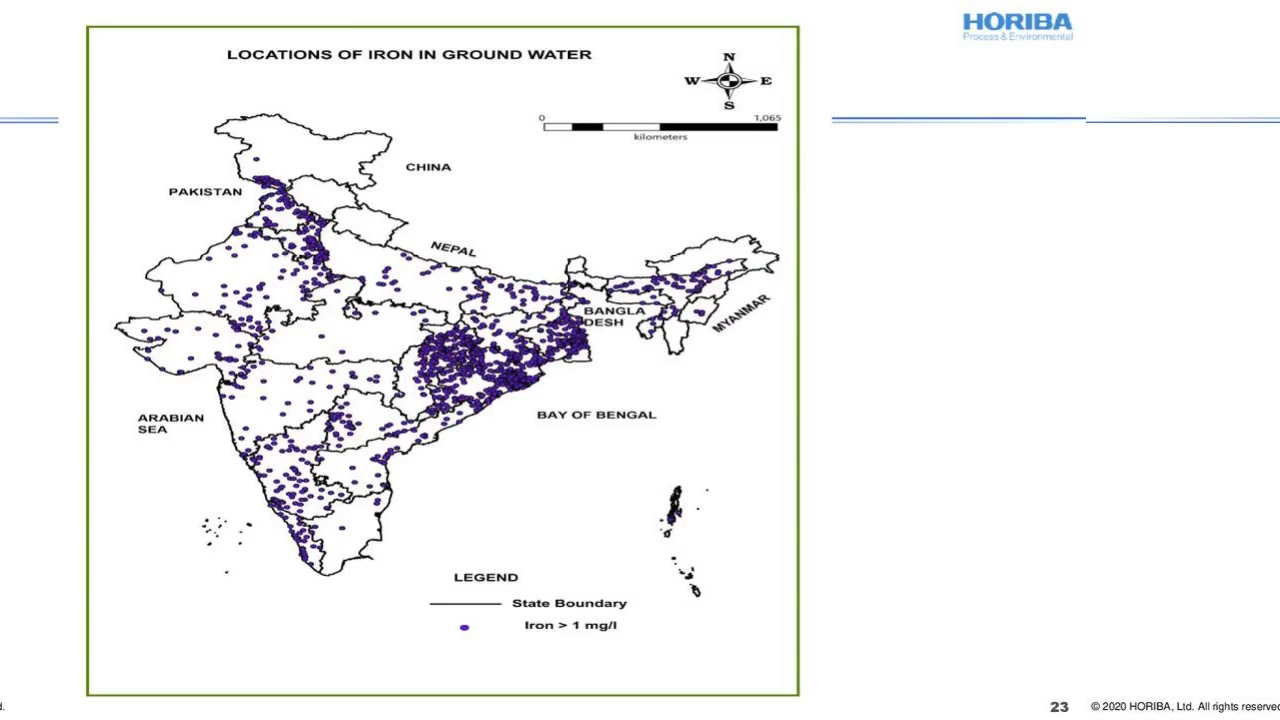 HORIBA
Process & Environmental
LOCATIONS OF IRON IN GROUND WATER
N
W E
S
0 1,065
kilometers
CHINA
PAKISTAN
NEPAL
BANGLA
DESH
MYANMAR
ARABIAN
SEA
BAY OF BENGAL
LEGEND
State Boundary
Iron > 1 mg/l
d.
23 © 2020 HORIBA, Ltd. All rights reserved